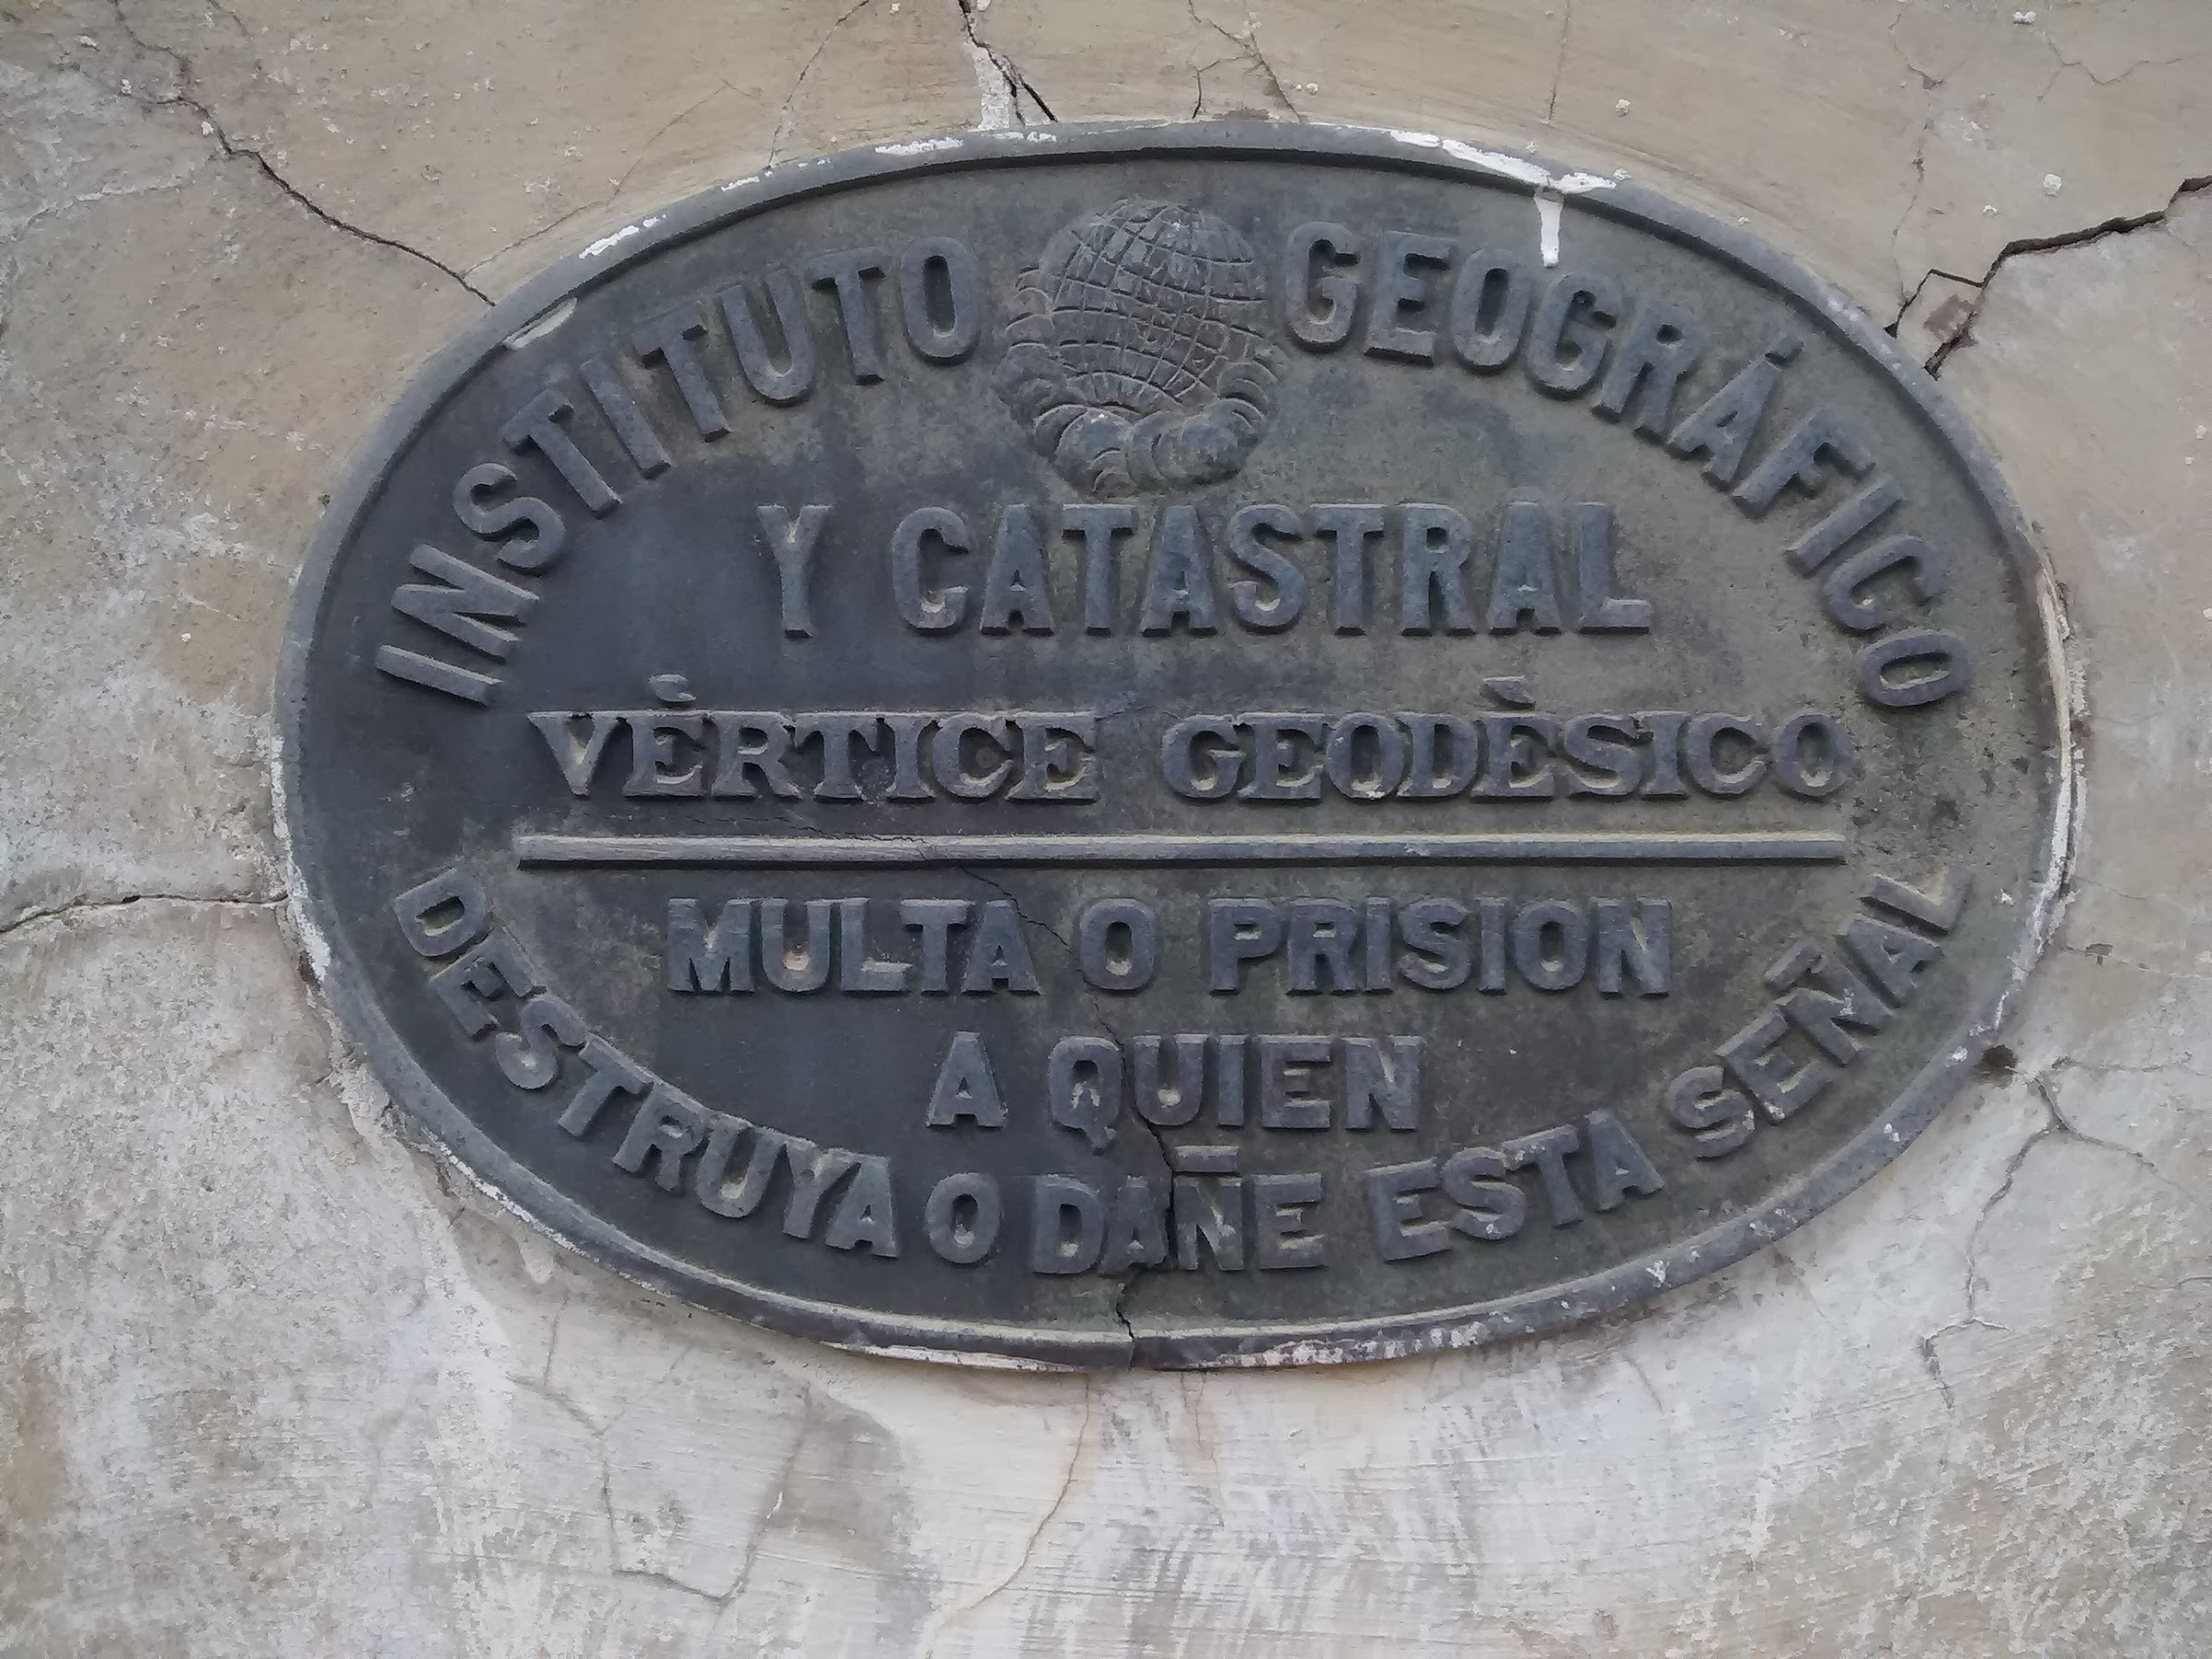 INSTITUTO GEOGRÁFICO
Y CATASTRAL
VÈRTICE GEODÈSICO
MULTA O PRISION
A QUIEN
DESTRUYA O DAÑE ESTA SEÑAL